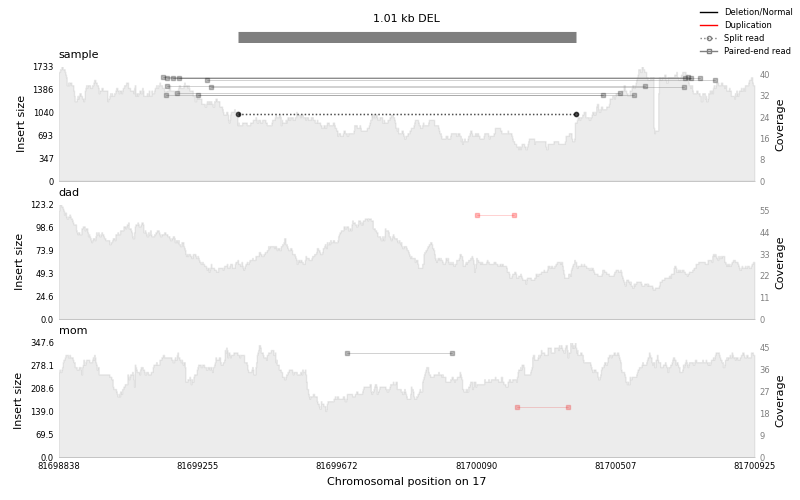 1.01 kb DEL
Deletion/Normal
Duplication
Split read
Paired-end read
sample
1733
1386
1040
693
347
0
Insert size
40
32
24
16
8
0
Coverage
dad
123.2
98.6
73.9
49.3
24.6
0.0
Insert size
55
44
33
22
11
0
Coverage
mom
347.6
278.1
208.6
139.0
69.5
0.0
Insert size
45
36
27
18
9
0
Coverage
81698838 81699255 81699672 81700090 81700507 81700925
Chromosomal position on 17